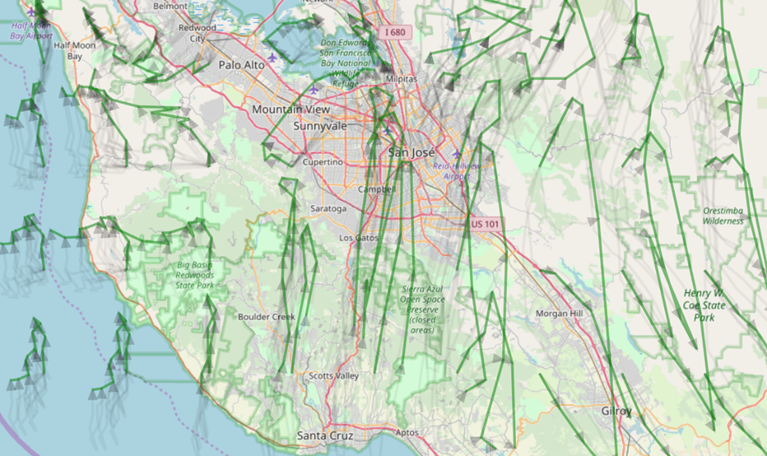 Belmont
Newark
I 680
Half Moon
Bay Airport
Redwood
City
Half Moon
Bay
Don Edwards
San Francisco
Bay National
Wildlife
Refuge
Palo Alto
Milpitas
Mountain View
Sunnyvale
San José
Cupertino
Reid-Hillview
Airport
Campbell
Saratoga
Orestimba
Wilderness
US 101
Los Gatos
Big Basin
Redwoods
State Park
Sierra Azul
Open Space
Preserve
(closed
areas)
Henry W.
Coe State
Park
Boulder Creek
Morgan Hill
Scotts Valley
Gilroy
Santa Cruz
Aptos